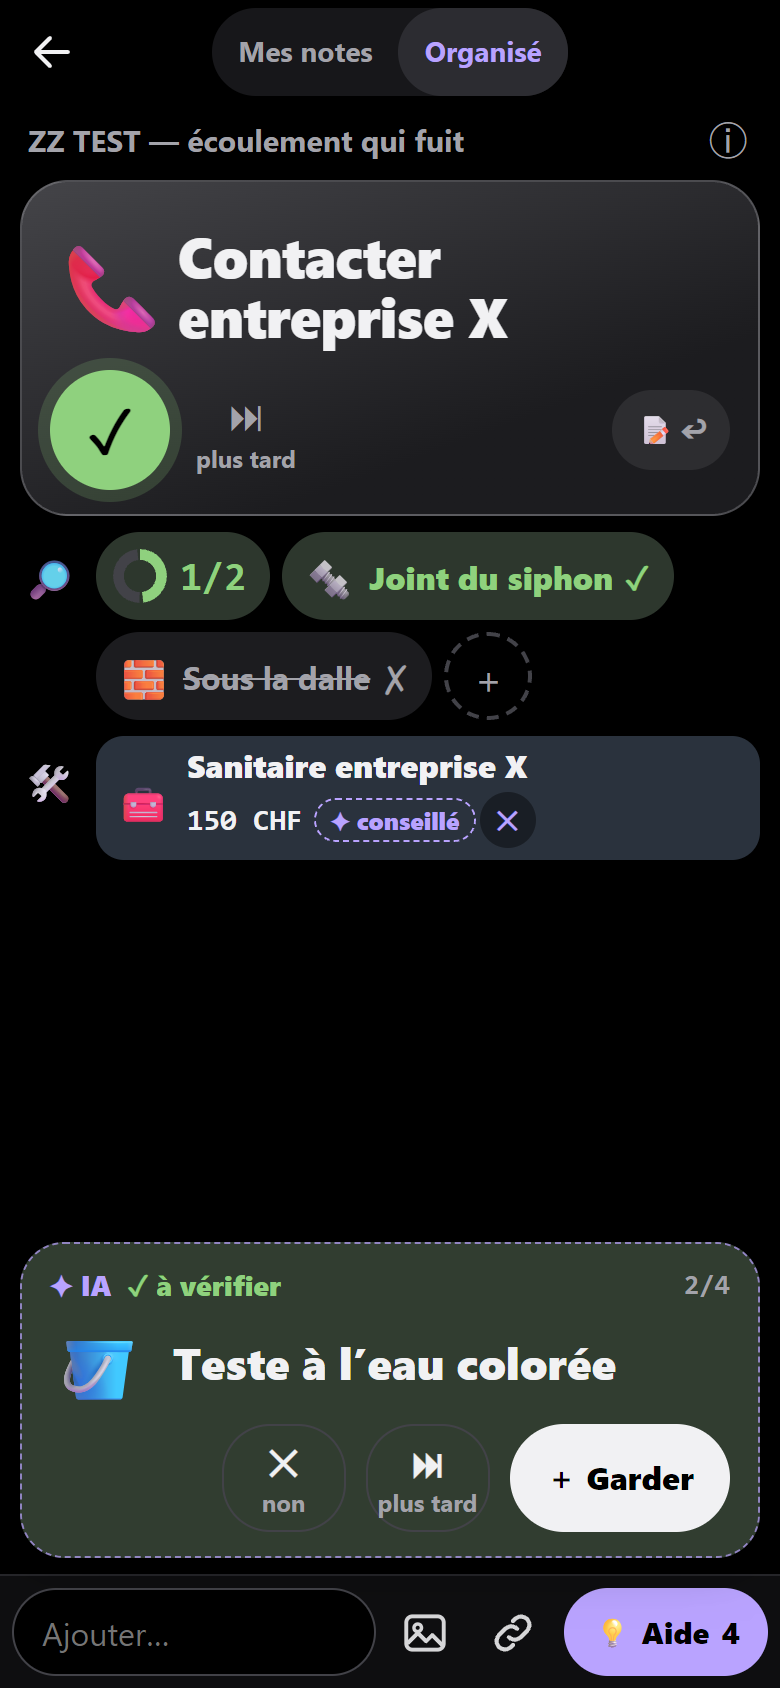 Mes notes
Organisé
ZZ TEST — écoulement qui fuit
Contacter
entreprise X
plus tard
1/2
Joint du siphon ✓
Sous la dalle ✗
+
Sanitaire entreprise X
150 CHF
✦ conseillé
✦ IA ✓ à vérifier
2/4
Teste à l´eau colorée
non
plus tard
+ Garder
Ajouter...
Aide 4